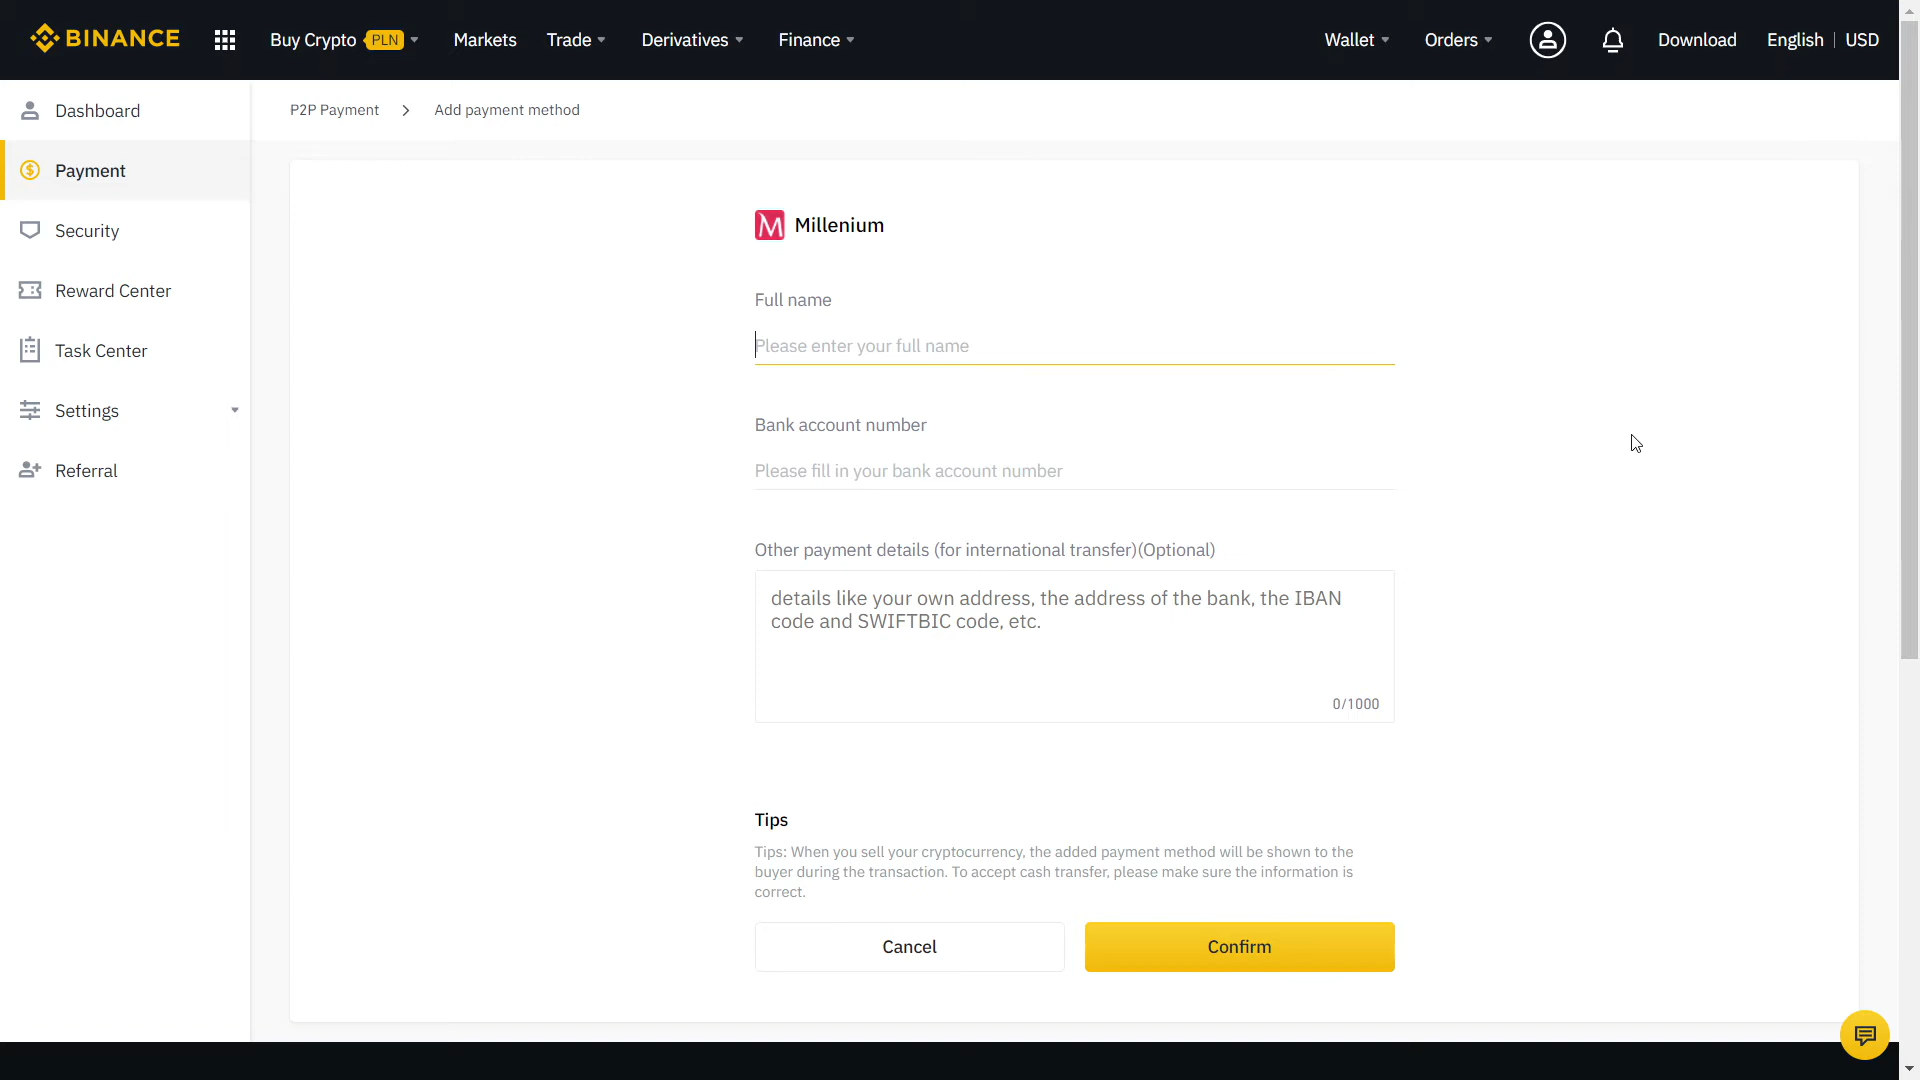 BINANCE
Buy Crypto PLN
Markets
Trade
Derivatives
Finance
Wallet
Orders
Download
English | USD
Dashboard
Payment
Security
Reward Center
Task Center
Settings
Referral
P2P Payment > Add payment method
M Millenium
Full name
Please enter your full name
Bank account number
Please fill in your bank account number
Other payment details (for international transfer)(Optional)
details like your own address, the address of the bank, the IBAN
code and SWIFTBIC code, etc.
0/1000
Tips
Tips: When you sell your cryptocurrency, the added payment method will be shown to the
buyer during the transaction. To accept cash transfer, please make sure the information is
correct.
Cancel
Confirm